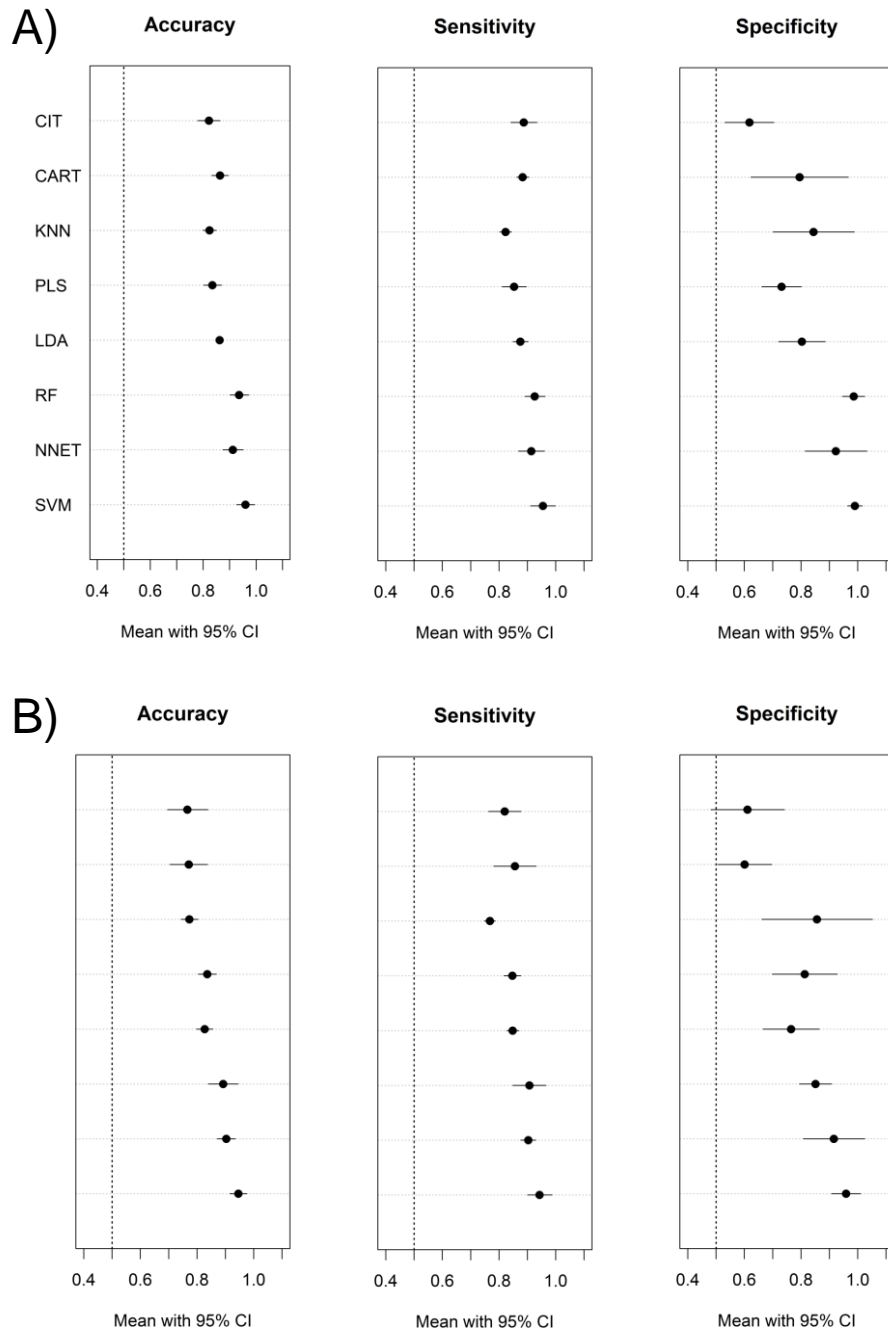 A)
Accuracy Sensitivity Specificity
CIT
CART
KNN
PLS
LDA
RF
NNET
SVM
0.4 0.6 0.8 1.0 0.4 0.6 0.8 1.0 0.4 0.6 0.8 1.0
Mean with 95% CI Mean with 95% CI Mean with 95% CI
B)
Accuracy Sensitivity Specificity
0.4 0.6 0.8 1.0 0.4 0.6 0.8 1.0 0.4 0.6 0.8 1.0
Mean with 95% CI Mean with 95% CI Mean with 95% CI